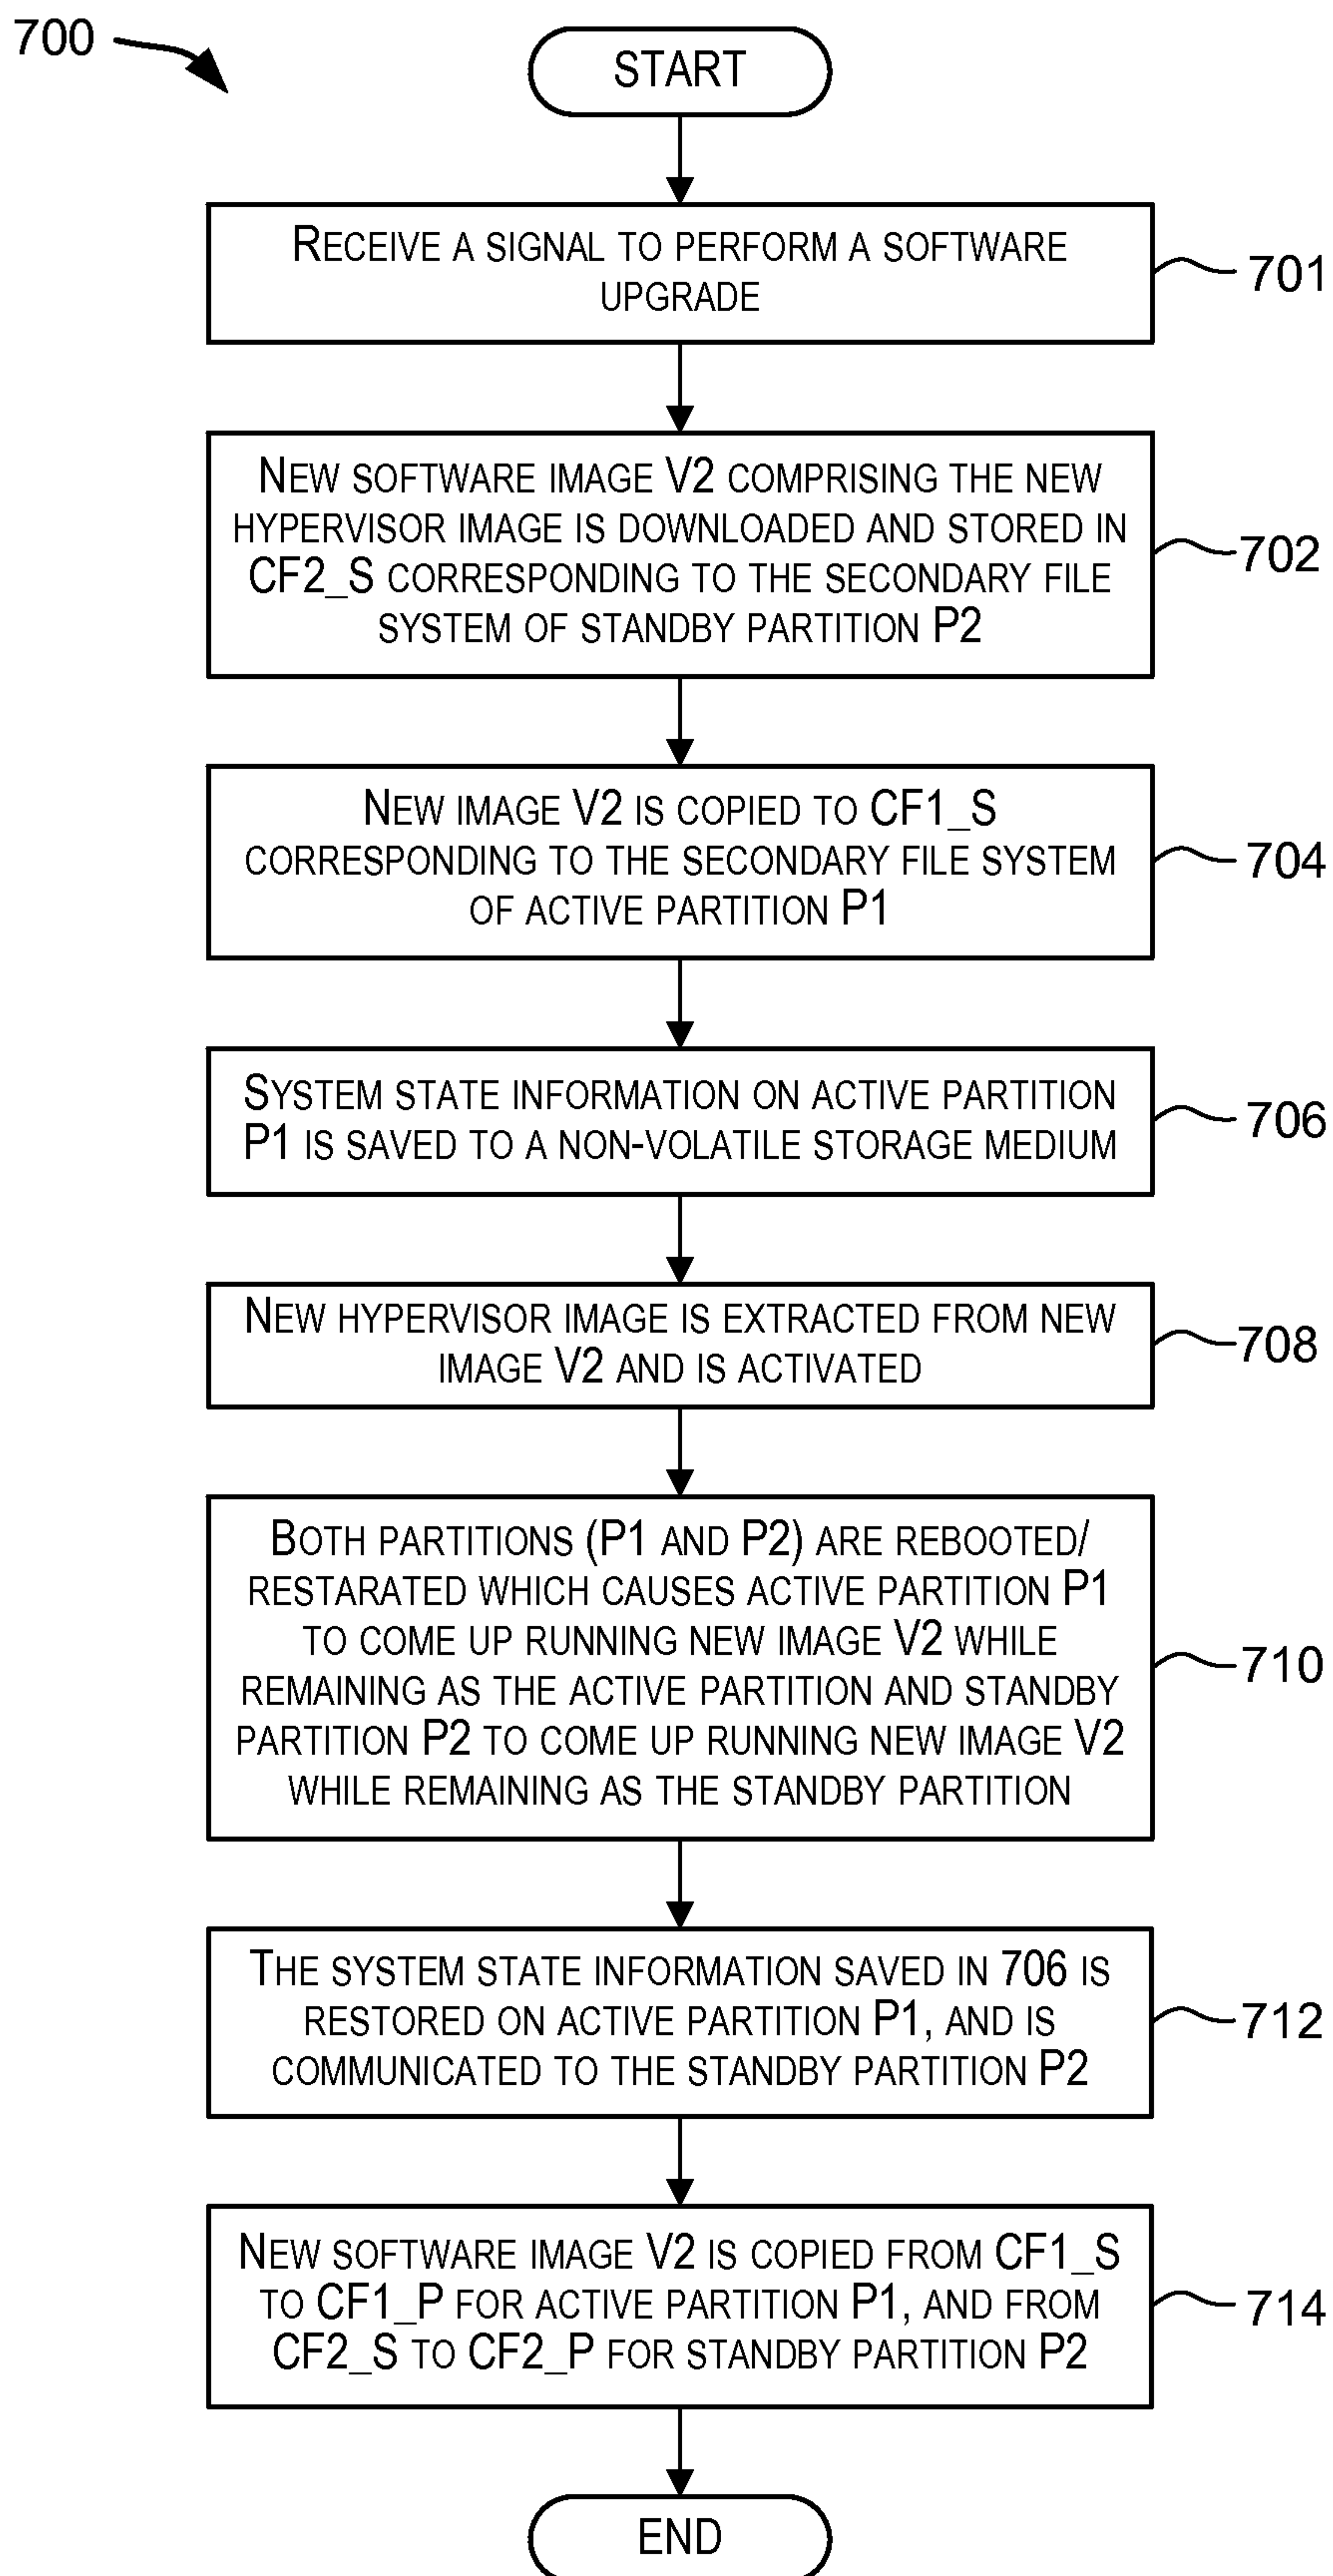 700
START
RECEIVE A SIGNAL TO PERFORM A SOFTWARE
UPGRADE
701
NEW SOFTWARE IMAGE V2 COMPRISING THE NEW
HYPERVISOR IMAGE IS DOWNLOADED AND STORED IN
CF2_S CORRESPONDING TO THE SECONDARY FILE
SYSTEM OF STANDBY PARTITION P2
702
NEW IMAGE V2 IS COPIED TO CF1_S
CORRESPONDING TO THE SECONDARY FILE SYSTEM
OF ACTIVE PARTITION P1
704
SYSTEM STATE INFORMATION ON ACTIVE PARTITION
P1 IS SAVED TO A NON-VOLATILE STORAGE MEDIUM
706
NEW HYPERVISOR IMAGE IS EXTRACTED FROM NEW
IMAGE V2 AND IS ACTIVATED
708
BOTH PARTITIONS (P1 AND P2) ARE REBOOTED/
RESTARATED WHICH CAUSES ACTIVE PARTITION P1
TO COME UP RUNNING NEW IMAGE V2 WHILE
REMAINING AS THE ACTIVE PARTITION AND STANDBY
PARTITION P2 TO COME UP RUNNING NEW IMAGE V2
WHILE REMAINING AS THE STANDBY PARTITION
710
THE SYSTEM STATE INFORMATION SAVED IN 706 IS
RESTORED ON ACTIVE PARTITION P1, AND IS
COMMUNICATED TO THE STANDBY PARTITION P2
712
NEW SOFTWARE IMAGE V2 IS COPIED FROM CF1_S
TO CF1_P FOR ACTIVE PARTITION P1, AND FROM
CF2_S TO CF2_P FOR STANDBY PARTITION P2
714
END